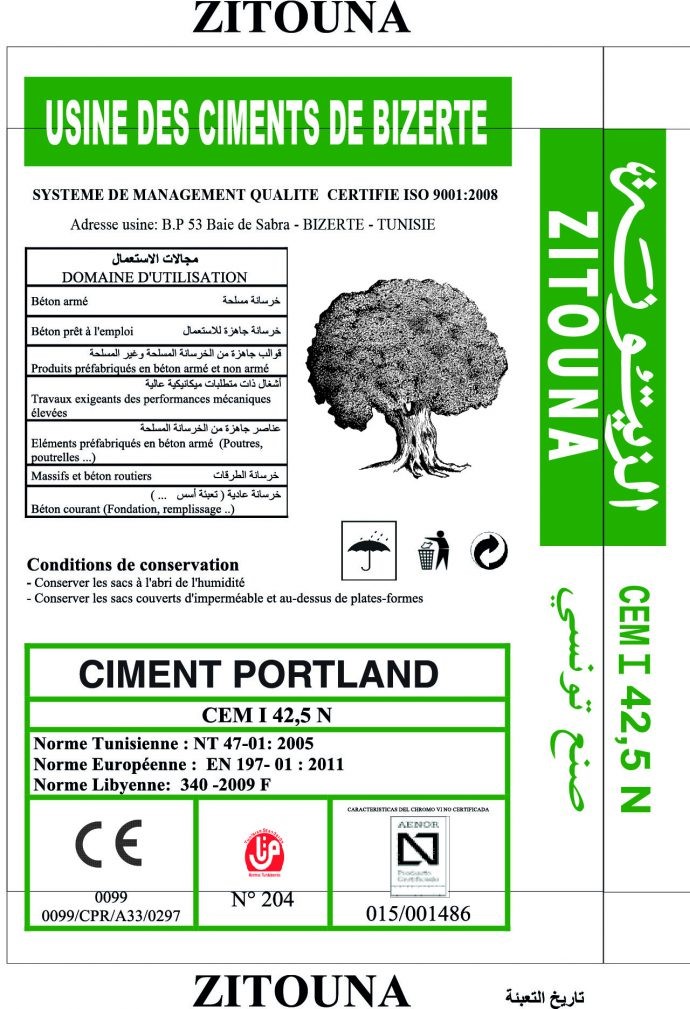 ZITOUNA
USINE DES CIMENTS DE BIZERTE
SYSTEME DE MANAGEMENT QUALITE CERTIFIE ISO 9001:2008
Adresse usine: B.P 53 Baie de Sabra - BIZERTE - TUNISIE
مجالات الاستعمال
DOMAINE D'UTILISATION
Béton armé خرسانة مسلحة
Béton prêt à l'emploi خرسانة جاهزة للاستعمال
قوالب جاهزة من الخرسانة المسلحة وغير المسلحة
Produits préfabriqués en béton armé et non armé
أشغال ذات متطلبات ميكانيكية عالية
Travaux exigeants des performances mécaniques
élevées
عناصر جاهزة من الخرسانة المسلحة
Eléments préfabriqués en béton armé (Poutres,
poutrelles ...)
Massifs et béton routiers خرسانة الطرقات
خرسانة عادية ( تعبئة أسس ... )
Béton courant (Fondation, remplissage ..)
Conditions de conservation
- Conserver les sacs à l'abri de l'humidité
- Conserver les sacs couverts d'imperméable et au-dessus de plates-formes
CIMENT PORTLAND
CEM I 42,5 N
Norme Tunisienne : NT 47-01: 2005
Norme Européenne : EN 197- 01 : 2011
Norme Libyenne: 340 -2009 F
CE
0099
0099/CPR/A33/0297
N° 204
CARACTERISTICAS DEL CHROMO VI NO CERTIFICADA
AENOR
Producto
Certificado
015/001486
الزيتونة
ZITOUNA
CEM I 42,5 N
صنع تونسي
ZITOUNA
تاريخ التعبئة